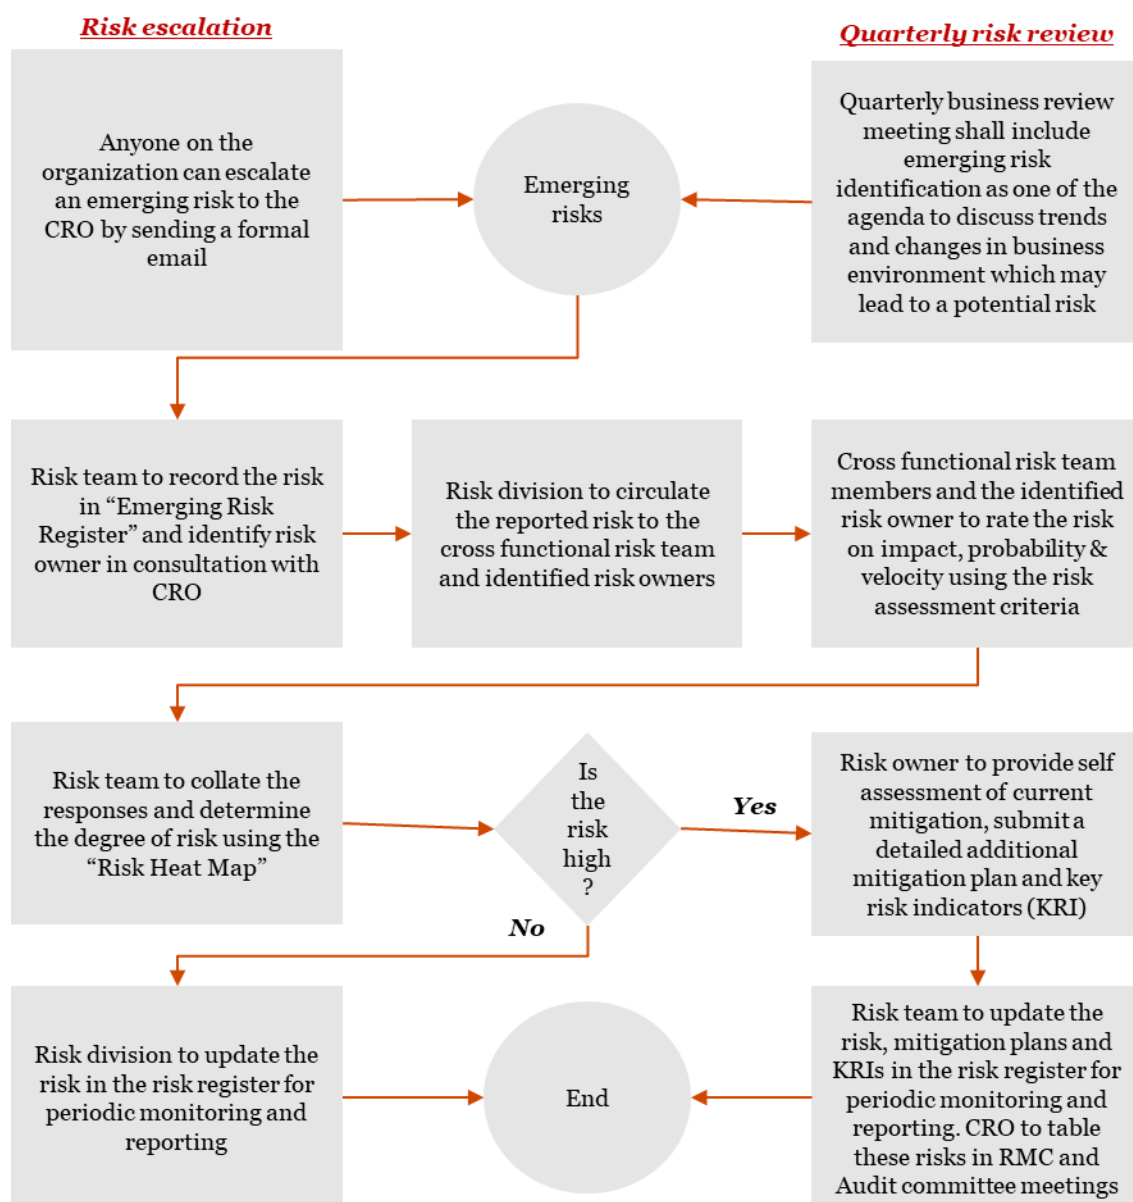 Risk escalation
Quarterly risk review
Anyone on the
organization can escalate
an emerging risk to the
CRO by sending a formal
email
Emerging
risks
Quarterly business review
meeting shall include
emerging risk
identification as one of the
agenda to discuss trends
and changes in business
environment which may
lead to a potential risk
Risk team to record the risk
in “Emerging Risk
Register” and identify risk
owner in consultation with
CRO
Risk division to circulate
the reported risk to the
cross functional risk team
and identified risk owners
Cross functional risk team
members and the identified
risk owner to rate the risk
on impact, probability &
velocity using the risk
assessment criteria
Risk team to collate the
responses and determine
the degree of risk using the
“Risk Heat Map”
Is
the
risk
high
?
Yes
Risk owner to provide self
assessment of current
mitigation, submit a
detailed additional
mitigation plan and key
risk indicators (KRI)
No
Risk division to update the
risk in the risk register for
periodic monitoring and
reporting
End
Risk team to update the
risk, mitigation plans and
KRIs in the risk register for
periodic monitoring and
reporting. CRO to table
these risks in RMC and
Audit committee meetings